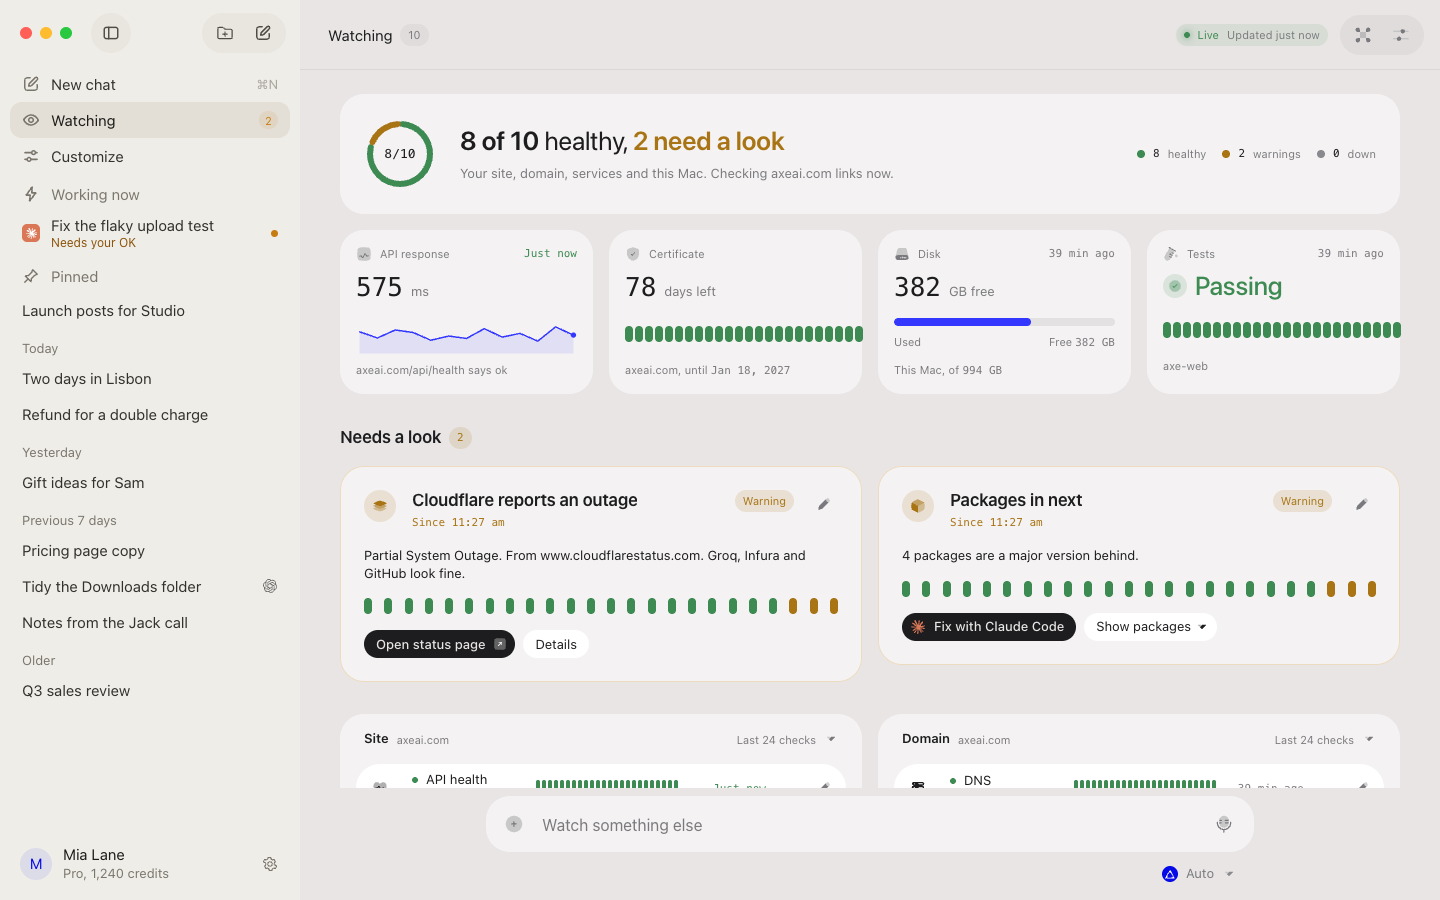 New chat ⌘N
Watching 2
Customize
Working now
Fix the flaky upload test
Needs your OK
Pinned
Launch posts for Studio
Today
Two days in Lisbon
Refund for a double charge
Yesterday
Gift ideas for Sam
Previous 7 days
Pricing page copy
Tidy the Downloads folder
Notes from the Jack call
Older
Q3 sales review
M
Mia Lane
Pro, 1,240 credits
Watching 10
Live Updated just now
8/10
8 of 10 healthy, 2 need a look
Your site, domain, services and this Mac. Checking axeai.com links now.
8 healthy 2 warnings 0 down
API response Just now
575 ms
axeai.com/api/health says ok
Certificate
78 days left
axeai.com, until Jan 18, 2027
Disk 39 min ago
382 GB free
Used Free 382 GB
This Mac, of 994 GB
Tests 39 min ago
Passing
axe-web
Needs a look 2
Cloudflare reports an outage Warning
Since 11:27 am
Partial System Outage. From www.cloudflarestatus.com. Groq, Infura and
GitHub look fine.
Open status page Details
Packages in next Warning
Since 11:27 am
4 packages are a major version behind.
Fix with Claude Code Show packages
Site axeai.com Last 24 checks
API health Just now
Domain axeai.com Last 24 checks
DNS 39 min ago
Watch something else
Auto